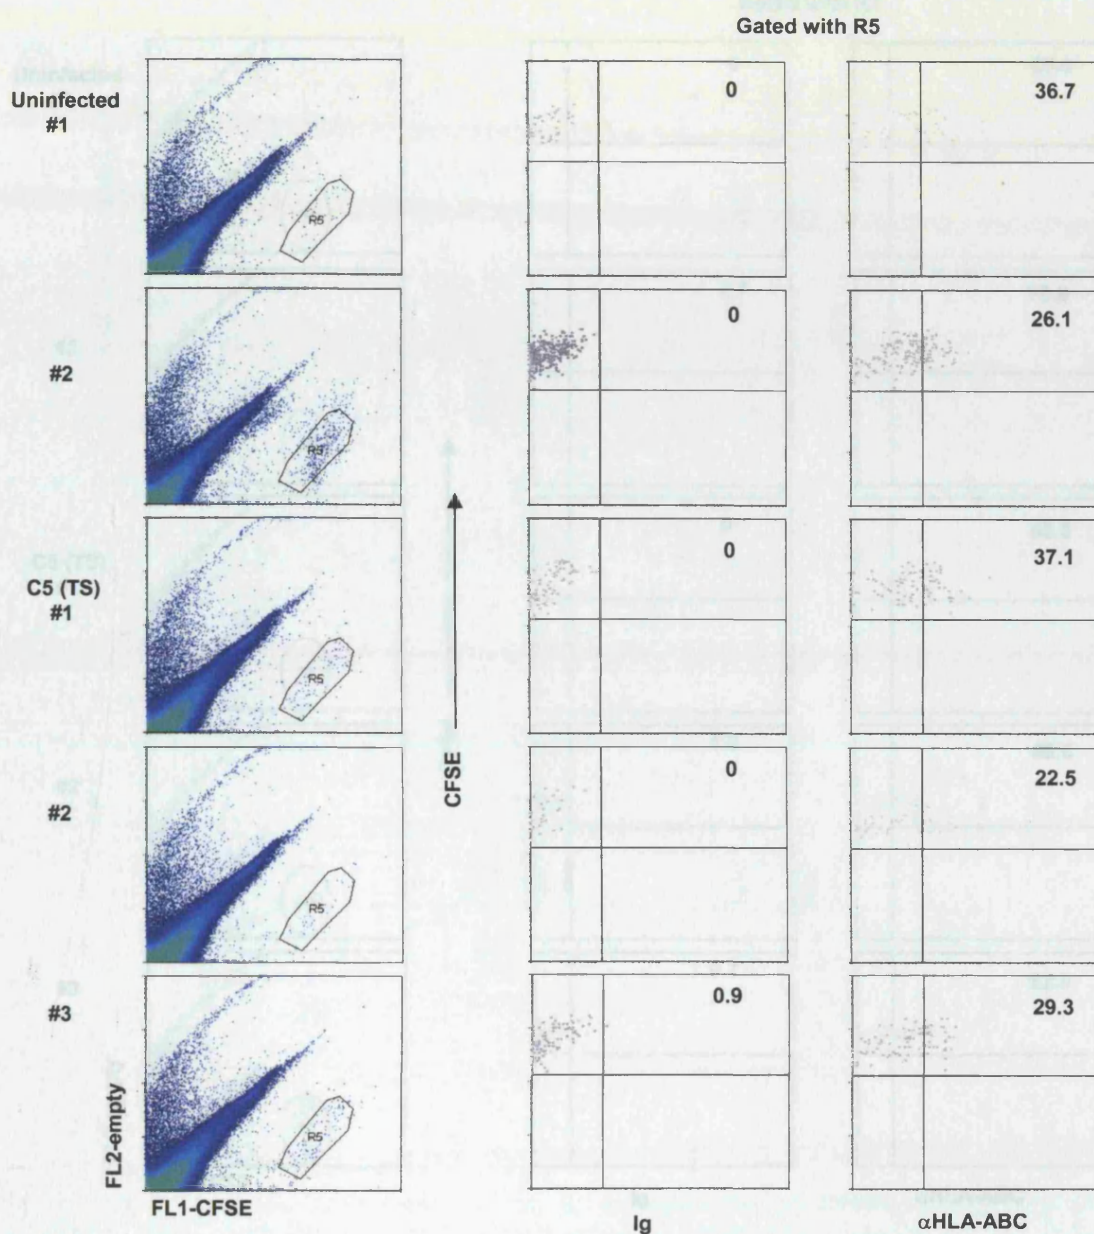 Gated with R5
Uninfected
#1
R5
0
36.7
#2
R5
0
26.1
C5 (TS)
#1
R5
0
37.1
CFSE
#2
R5
0
22.5
#3
R5
0.9
29.3
FL2-empty
FL1-CFSE
Ig
αHLA-ABC